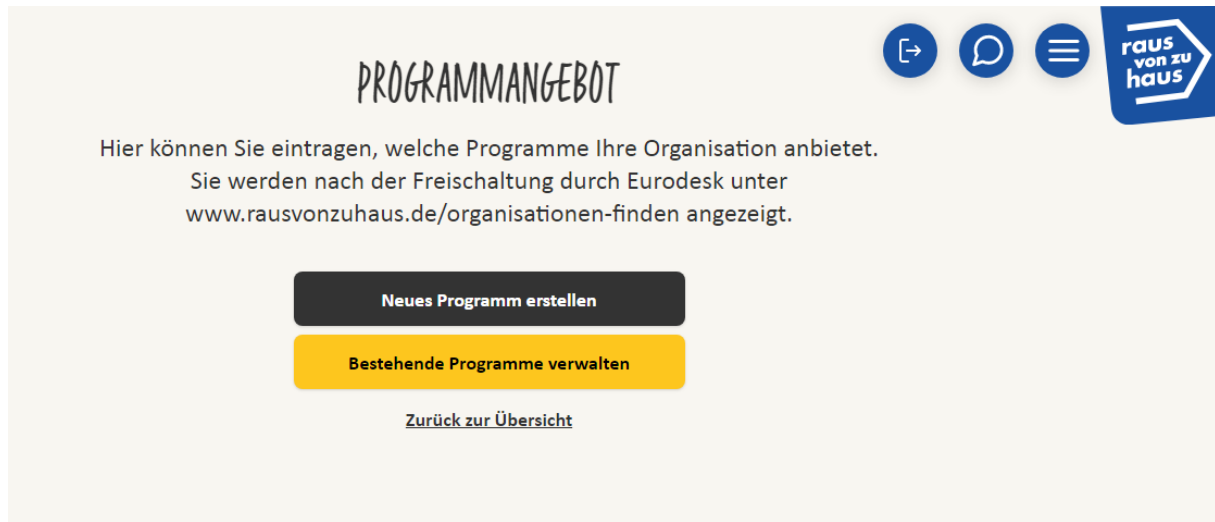 PROGRAMMANGEBOT
raus
von zu
haus
Hier können Sie eintragen, welche Programme Ihre Organisation anbietet.
Sie werden nach der Freischaltung durch Eurodesk unter
www.rausvonzuhaus.de/organisationen-finden angezeigt.
Neues Programm erstellen
Bestehende Programme verwalten
Zurück zur Übersicht